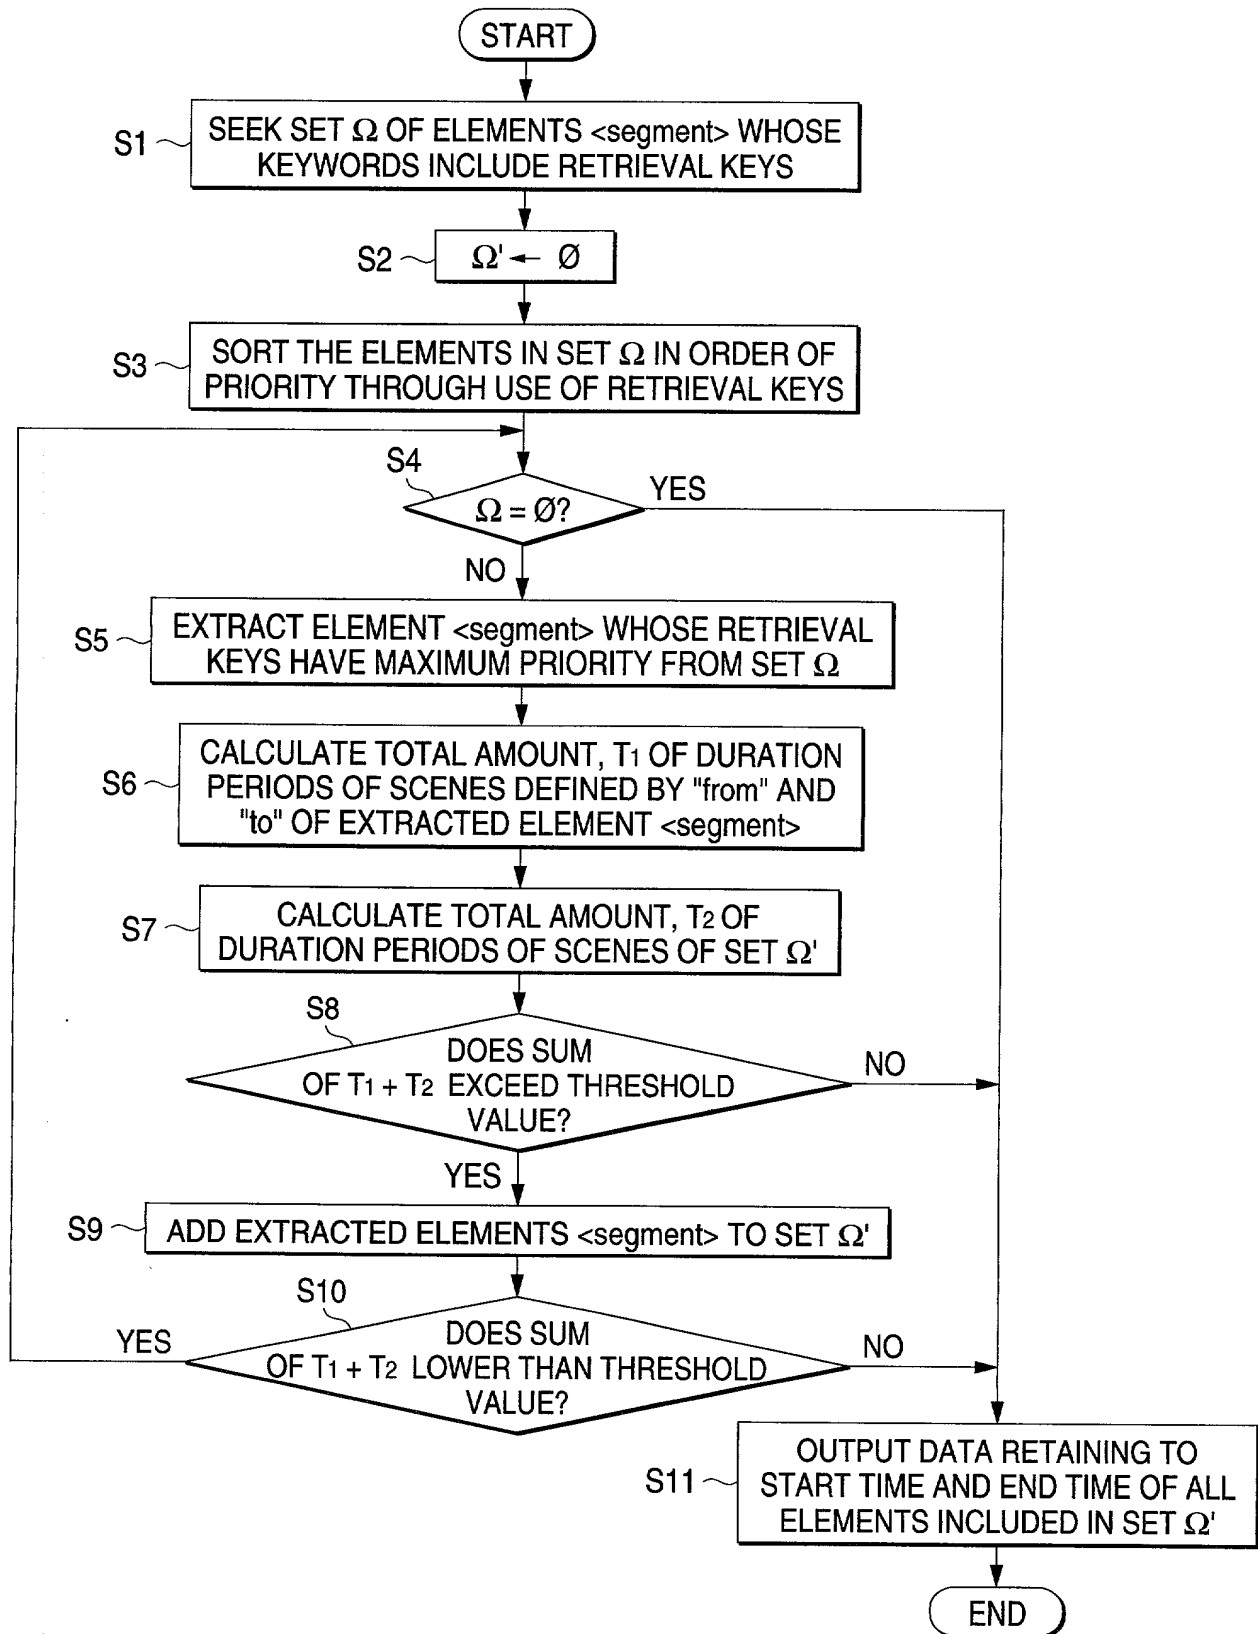 START
S1
SEEK SET Ω OF ELEMENTS <segment> WHOSE
KEYWORDS INCLUDE RETRIEVAL KEYS
S2
Ω' ← Ø
S3
SORT THE ELEMENTS IN SET Ω IN ORDER OF
PRIORITY THROUGH USE OF RETRIEVAL KEYS
S4
Ω = Ø?
YES
NO
S5
EXTRACT ELEMENT <segment> WHOSE RETRIEVAL
KEYS HAVE MAXIMUM PRIORITY FROM SET Ω
S6
CALCULATE TOTAL AMOUNT, T1 OF DURATION
PERIODS OF SCENES DEFINED BY "from" AND
"to" OF EXTRACTED ELEMENT <segment>
S7
CALCULATE TOTAL AMOUNT, T2 OF
DURATION PERIODS OF SCENES OF SET Ω'
S8
DOES SUM
OF T1 + T2 EXCEED THRESHOLD
VALUE?
NO
YES
S9
ADD EXTRACTED ELEMENTS <segment> TO SET Ω'
S10
DOES SUM
OF T1 + T2 LOWER THAN THRESHOLD
VALUE?
YES
NO
S11
OUTPUT DATA RETAINING TO
START TIME AND END TIME OF ALL
ELEMENTS INCLUDED IN SET Ω'
END